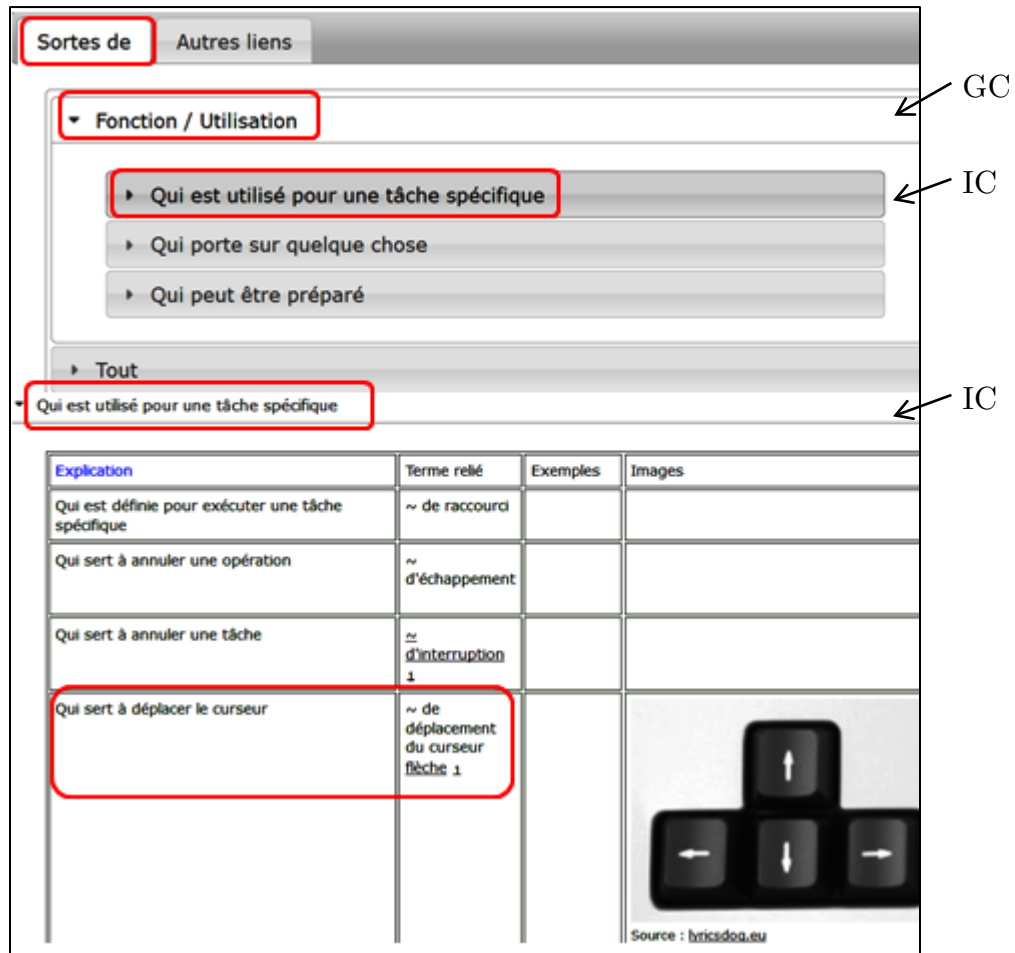 Sortes de
Autres liens
GC
Fonction / Utilisation
IC
Qui est utilisé pour une tâche spécifique
Qui porte sur quelque chose
Qui peut être préparé
Tout
IC
Qui est utilisé pour une tâche spécifique
Explication
Terme relié
Exemples
Images
Qui est définie pour exécuter une tâche
spécifique
~ de raccourci
Qui sert à annuler une opération
~
d'échappement
Qui sert à annuler une tâche
~
d'interruption
1
Qui sert à déplacer le curseur
~ de
déplacement
du curseur
flèche 1
Source : lyricsdog.eu